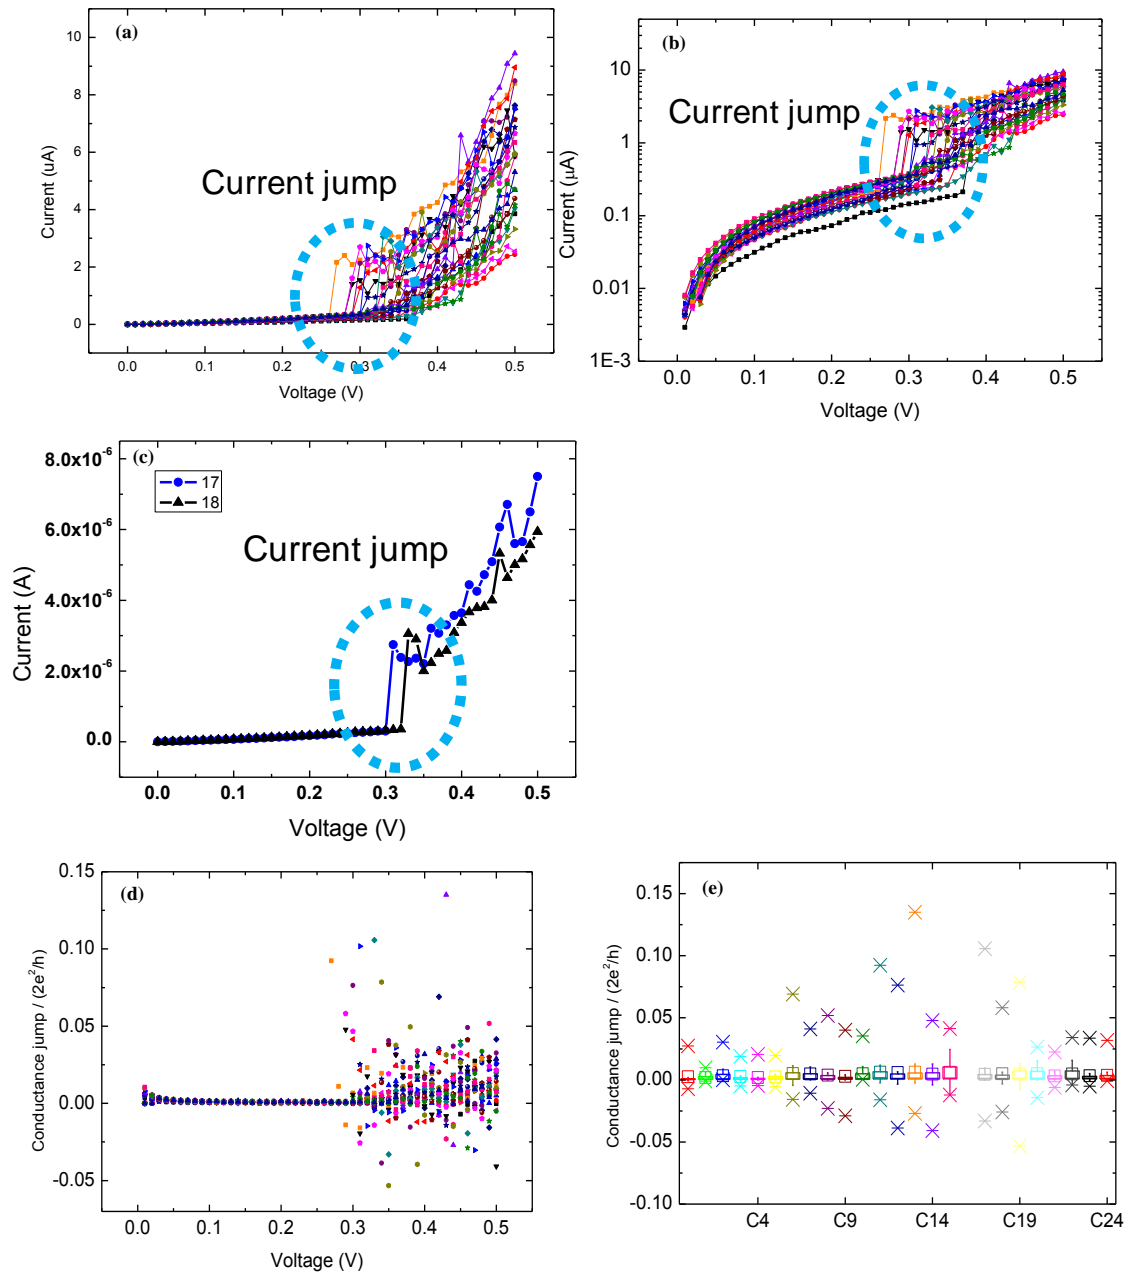 (a)
10
8
6
4
2
0
Current (uA)
Current jump
0.0
0.1
0.2
0.3
0.4
0.5
Voltage (V)
(b)
10
1
0.1
0.01
1E-3
Current (µA)
Current jump
0.0
0.1
0.2
0.3
0.4
0.5
Voltage (V)
(c)
8.0x10⁻⁶
6.0x10⁻⁶
4.0x10⁻⁶
2.0x10⁻⁶
0.0
Current (A)
17
18
Current jump
0.0
0.1
0.2
0.3
0.4
0.5
Voltage (V)
(d)
0.15
0.10
0.05
0.00
-0.05
Conductance jump / (2e²/h)
0.0
0.1
0.2
0.3
0.4
0.5
Voltage (V)
(e)
0.15
0.10
0.05
0.00
-0.05
-0.10
Conductance jump / (2e²/h)
C4
C9
C14
C19
C24